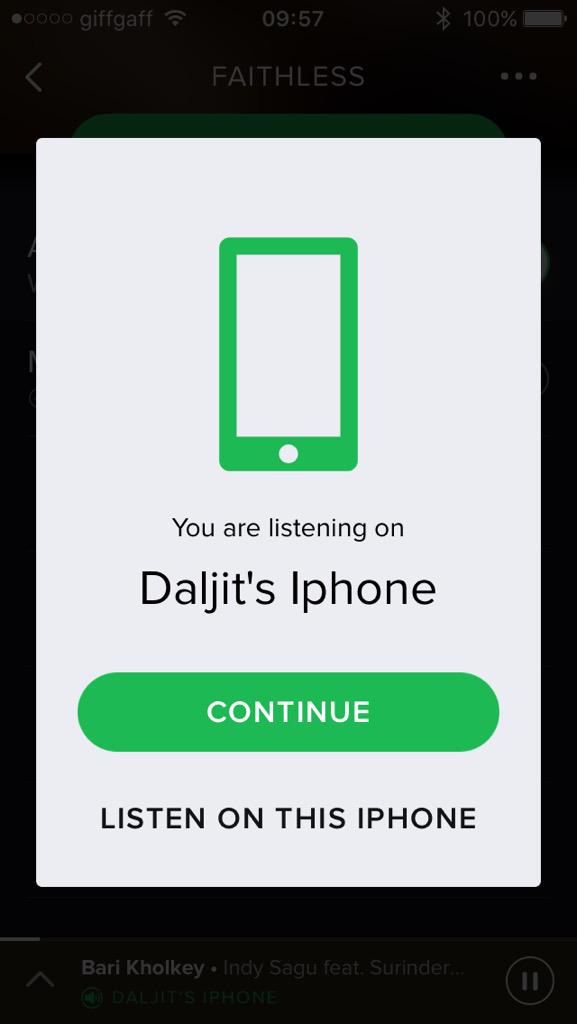 giffgaff 09:57 100%
FAITHLESS
You are listening on
Daljit's Iphone
CONTINUE
LISTEN ON THIS IPHONE
Bari Kholkey • Indy Sagu feat. Surinder...
DALJIT'S IPHONE